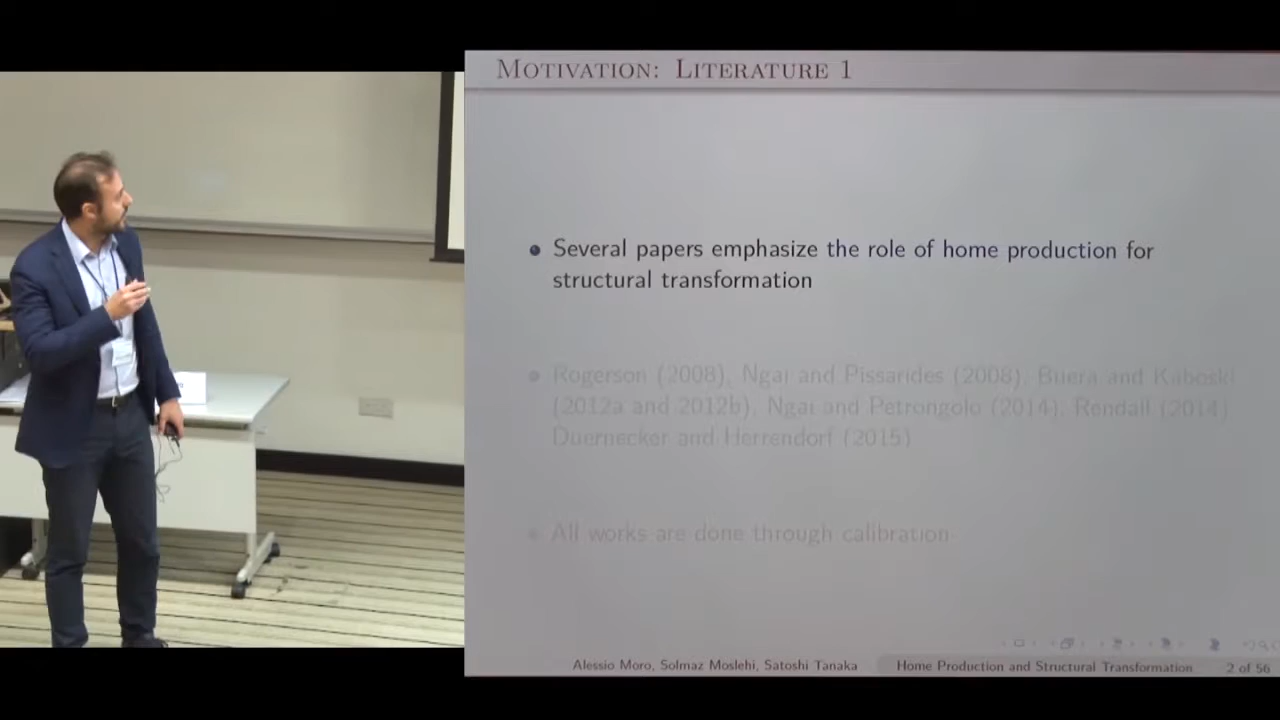 MOTIVATION: LITERATURE 1
Several papers emphasize the role of home production for
structural transformation
Rogerson (2008), Ngai and Pissarides (2008), Buera and Kaboski
(2012a and 2012b), Ngai and Petrongolo (2014), Rendall (2014)
Duernecker and Herrendorf (2015)
All works are done through calibration
Alessio Moro, Solmaz Moslehi, Satoshi Tanaka
Home Production and Structural Transformation
2 of 56